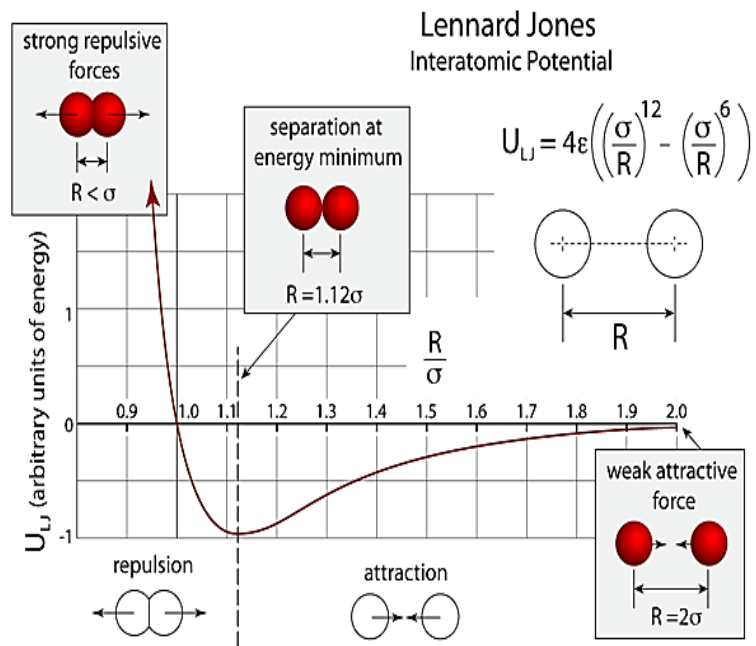 Lennard Jones
Interatomic Potential
strong repulsive
forces
R < σ
separation at
energy minimum
R=1.12σ
U_LJ = 4ε((σ/R)^12 - (σ/R)^6)
R
R/σ
U_LJ (arbitrary units of energy)
1
0
-1
0.9 1.0 1.1 1.2 1.3 1.4 1.5 1.6 1.7 1.8 1.9 2.0
weak attractive
force
R=2σ
repulsion
attraction